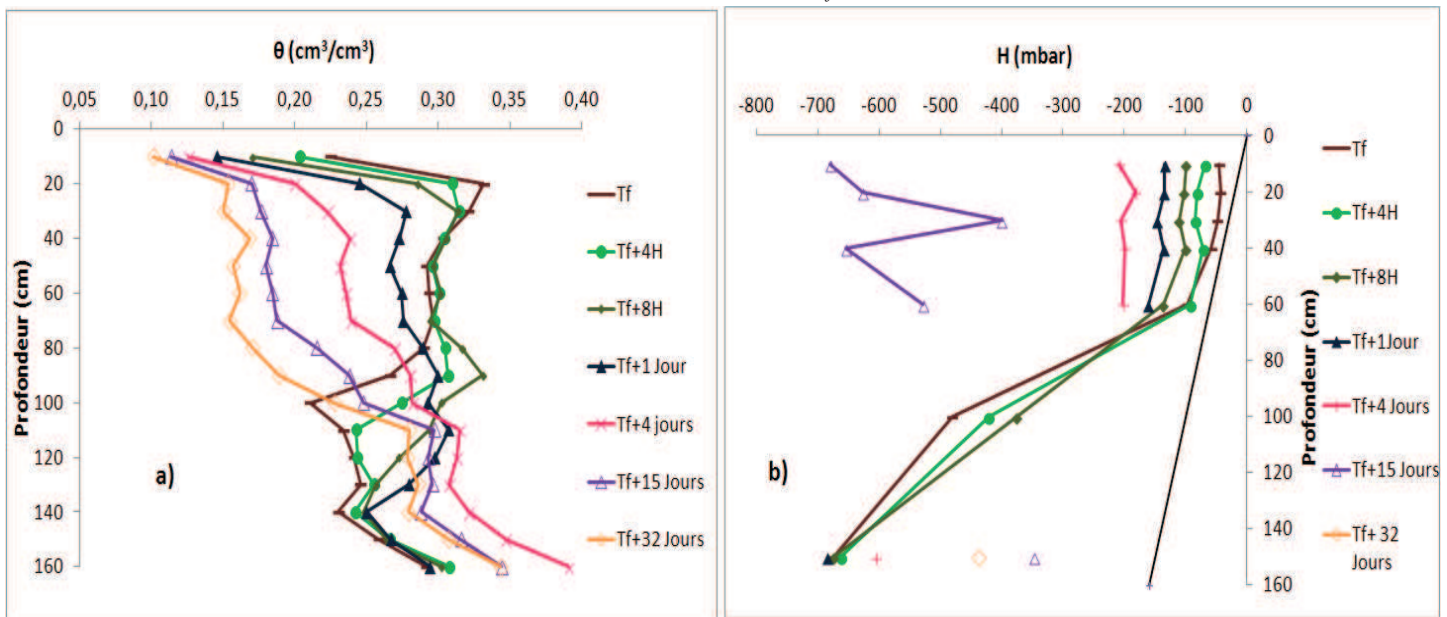 θ (cm³/cm³)
0,05 0,10 0,15 0,20 0,25 0,30 0,35 0,40
0
20
40
60
80
100
120
140
160
Profondeur (cm)
a)
Tf
Tf+4H
Tf+8H
Tf+1 Jour
Tf+4 jours
Tf+15 Jours
Tf+32 Jours
H (mbar)
-800 -700 -600 -500 -400 -300 -200 -100 0
0
20
40
60
80
100
120
140
160
Profondeur (cm)
b)
Tf
Tf+4H
Tf+8H
Tf+1Jour
Tf+4 Jours
Tf+15 Jours
Tf+ 32
Jours